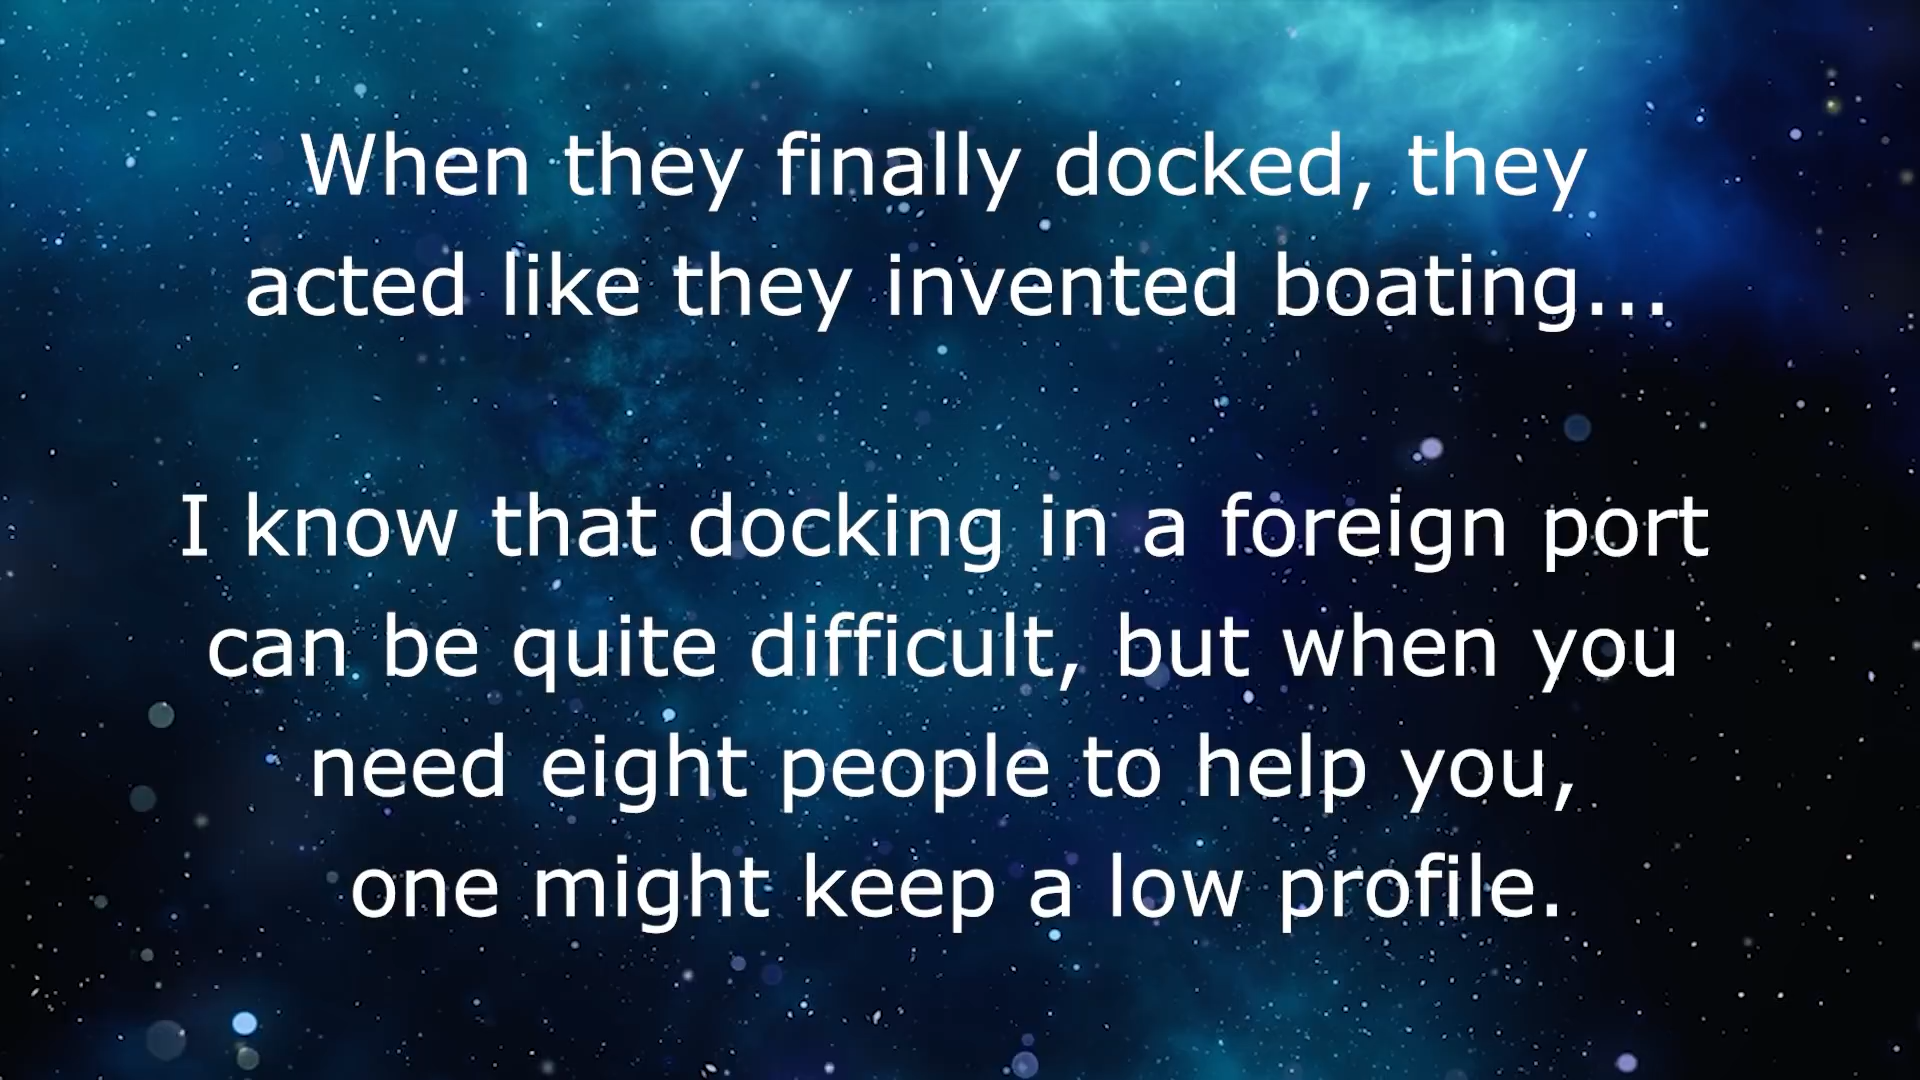 When they finally docked, they
acted like they invented boating...
I know that docking in a foreign port
can be quite difficult, but when you
need eight people to help you,
one might keep a low profile.